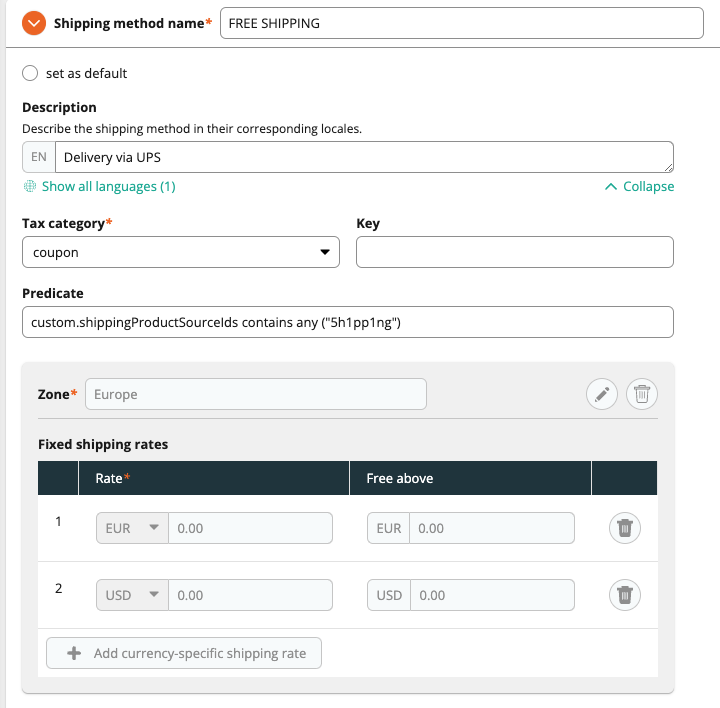 Shipping method name* FREE SHIPPING
set as default
Description
Describe the shipping method in their corresponding locales.
EN Delivery via UPS
Show all languages (1) Collapse
Tax category* Key
coupon
Predicate
custom.shippingProductSourceIds contains any ("5h1pp1ng")
Zone* Europe
Fixed shipping rates
Rate* Free above
1 EUR 0.00 EUR 0.00
2 USD 0.00 USD 0.00
Add currency-specific shipping rate